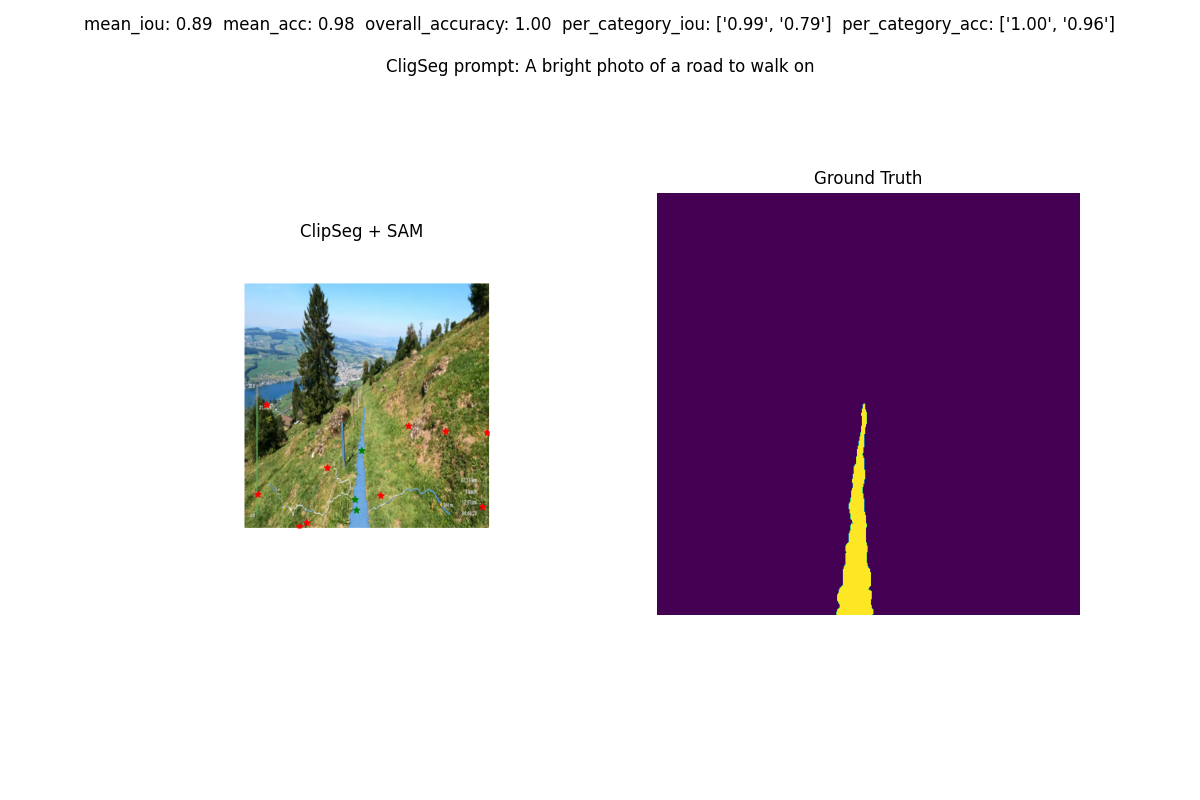 mean_iou: 0.89  mean_acc: 0.98  overall_accuracy: 1.00  per_category_iou: ['0.99', '0.79']  per_category_acc: ['1.00', '0.96']
CligSeg prompt: A bright photo of a road to walk on
Ground Truth
ClipSeg + SAM